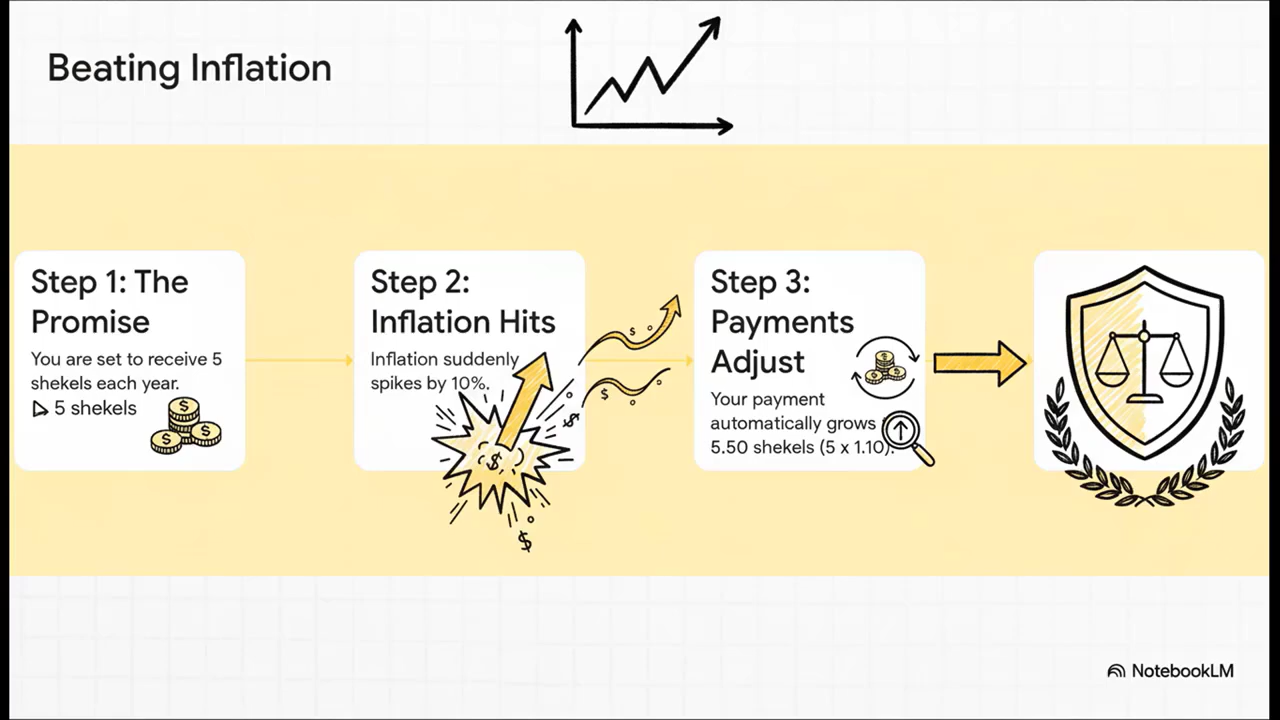 Beating Inflation
Step 1: The
Promise
You are set to receive 5
shekels each year.
5 shekels
Step 2:
Inflation Hits
Inflation suddenly
spikes by 10%.
Step 3:
Payments
Adjust
Your payment
automatically grows
5.50 shekels (5 x 1.10).
NotebookLM